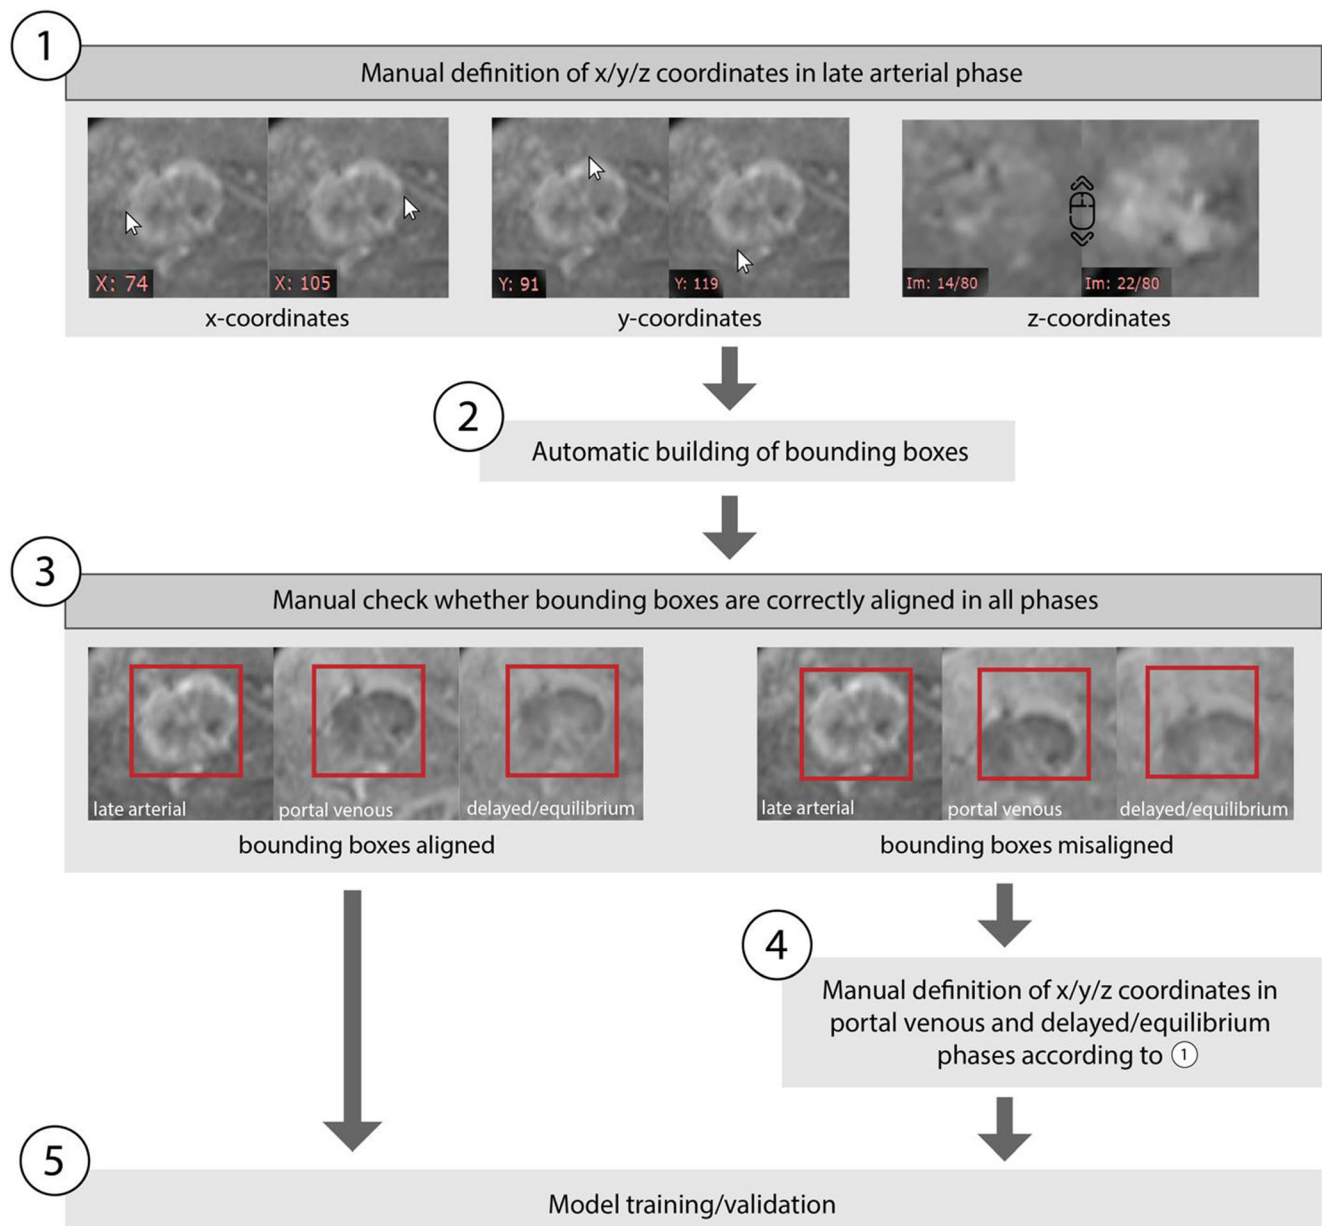 1
Manual definition of x/y/z coordinates in late arterial phase
X: 74
X: 105
Y: 91
Y: 119
Im: 14/80
Im: 22/80
x-coordinates
y-coordinates
z-coordinates
2
Automatic building of bounding boxes
3
Manual check whether bounding boxes are correctly aligned in all phases
late arterial
portal venous
delayed/equilibrium
late arterial
portal venous
delayed/equilibrium
bounding boxes aligned
bounding boxes misaligned
4
Manual definition of x/y/z coordinates in
portal venous and delayed/equilibrium
phases according to 1
5
Model training/validation